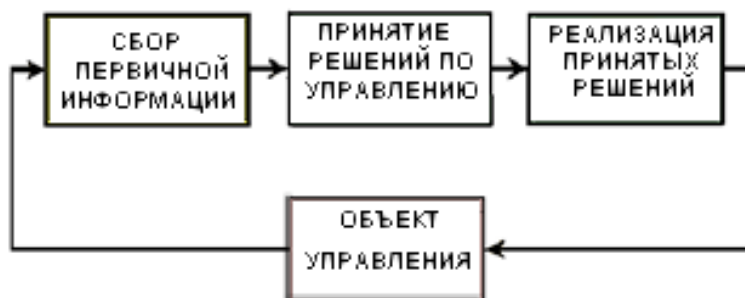 СБОР
ПЕРВИЧНОЙ
ИНФОРМАЦИИ
ПРИНЯТИЕ
РЕШЕНИЙ ПО
УПРАВЛЕНИЮ
РЕАЛИЗАЦИЯ
ПРИНЯТЫХ
РЕШЕНИЙ
ОБЪЕКТ
УПРАВЛЕНИЯ